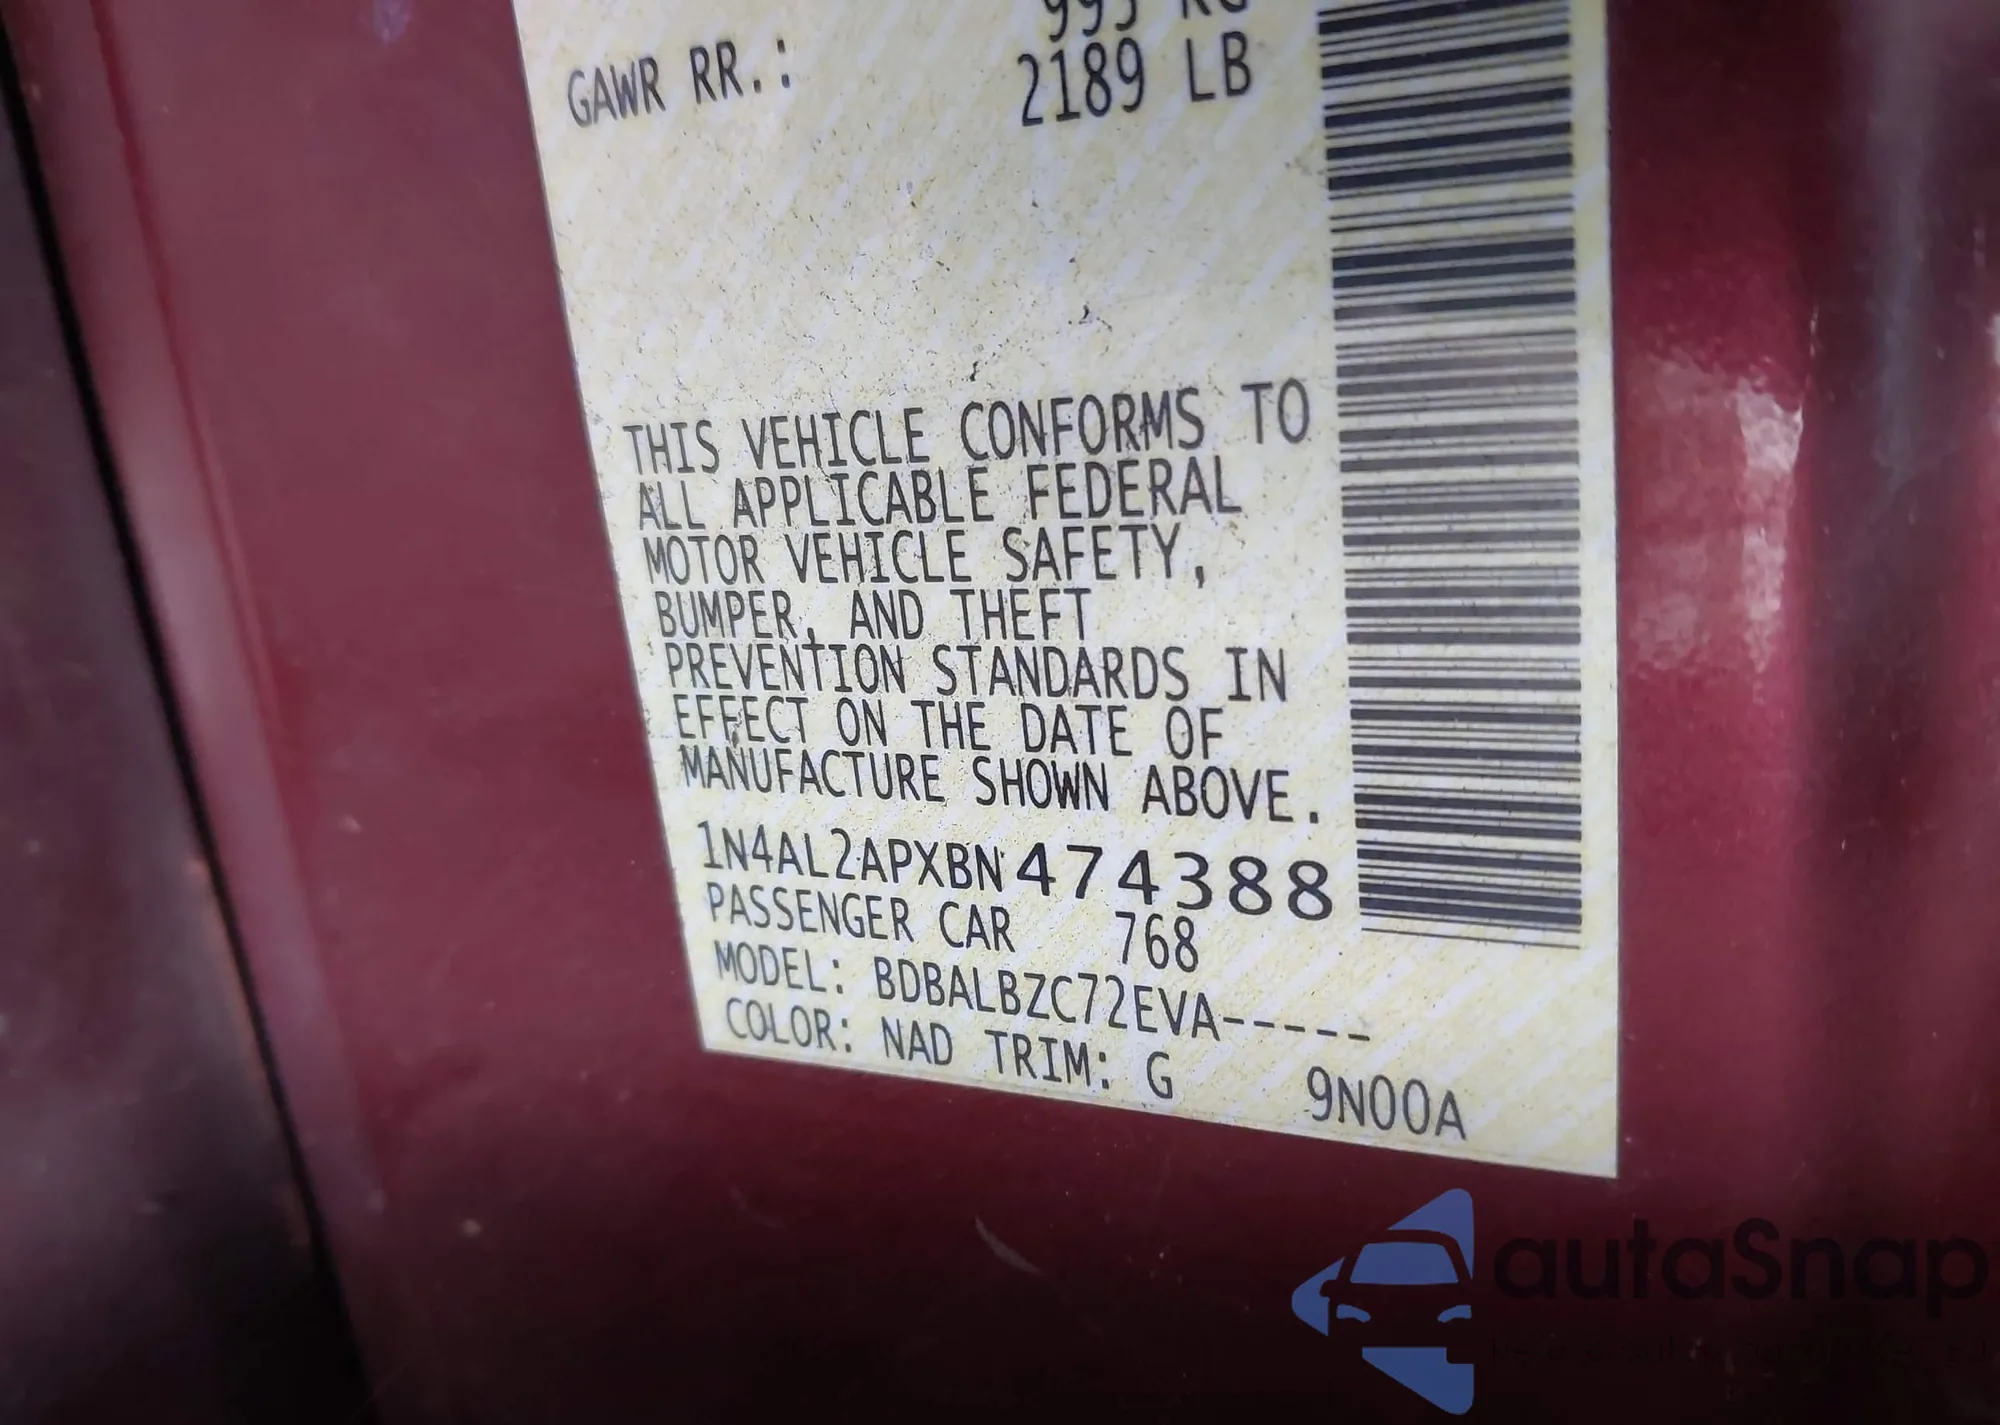 GAWR RR.: 2189 LB
THIS VEHICLE CONFORMS TO
ALL APPLICABLE FEDERAL
MOTOR VEHICLE SAFETY,
BUMPER, AND THEFT
PREVENTION STANDARDS IN
EFFECT ON THE DATE OF
MANUFACTURE SHOWN ABOVE.
1N4AL2APXBN474388
PASSENGER CAR 768
MODEL: BDBALBZC72EVA-----
COLOR: NAD TRIM: G 9N00A
autoSnap